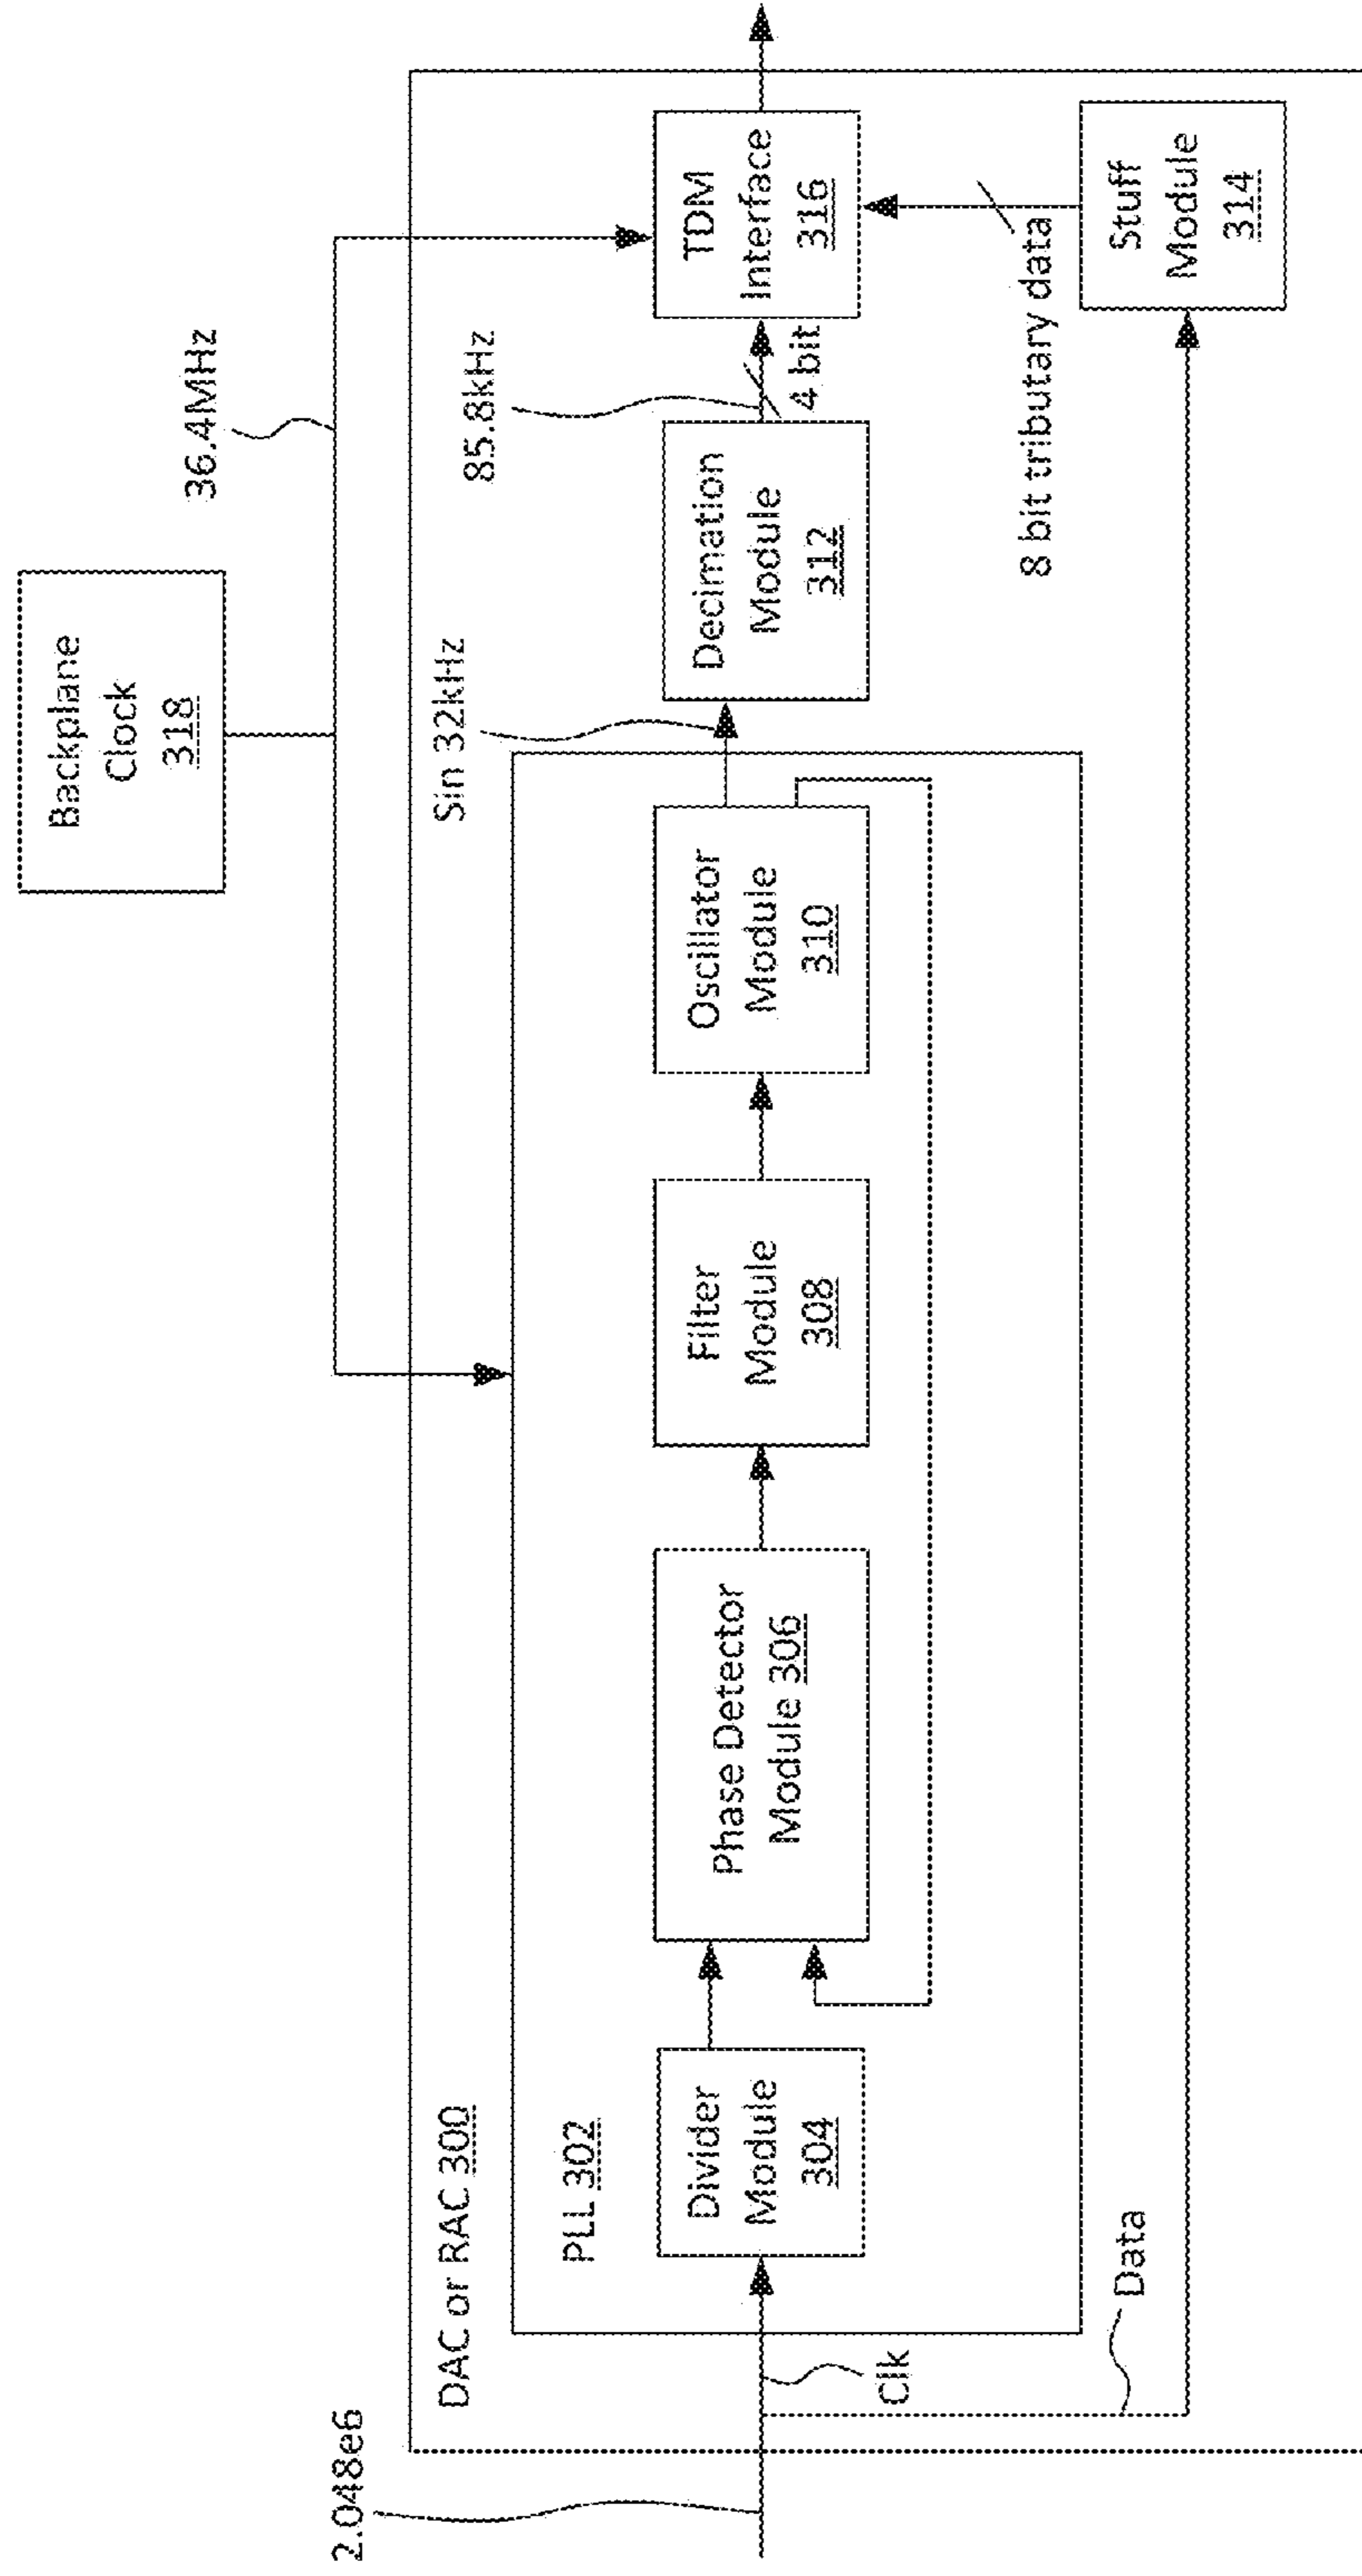 Backplane
Clock
318
36.4MHz
2.048e6
DAC or RAC 300
Sin 32kHz
85.8kHz
PLL 302
Divider
Module
304
Phase Detector
Module 306
Filter
Module
308
Oscillator
Module
310
Decimation
Module
312
TDM
Interface
316
4 bit
Clk
8 bit tributary data
Data
Stuff
Module
314